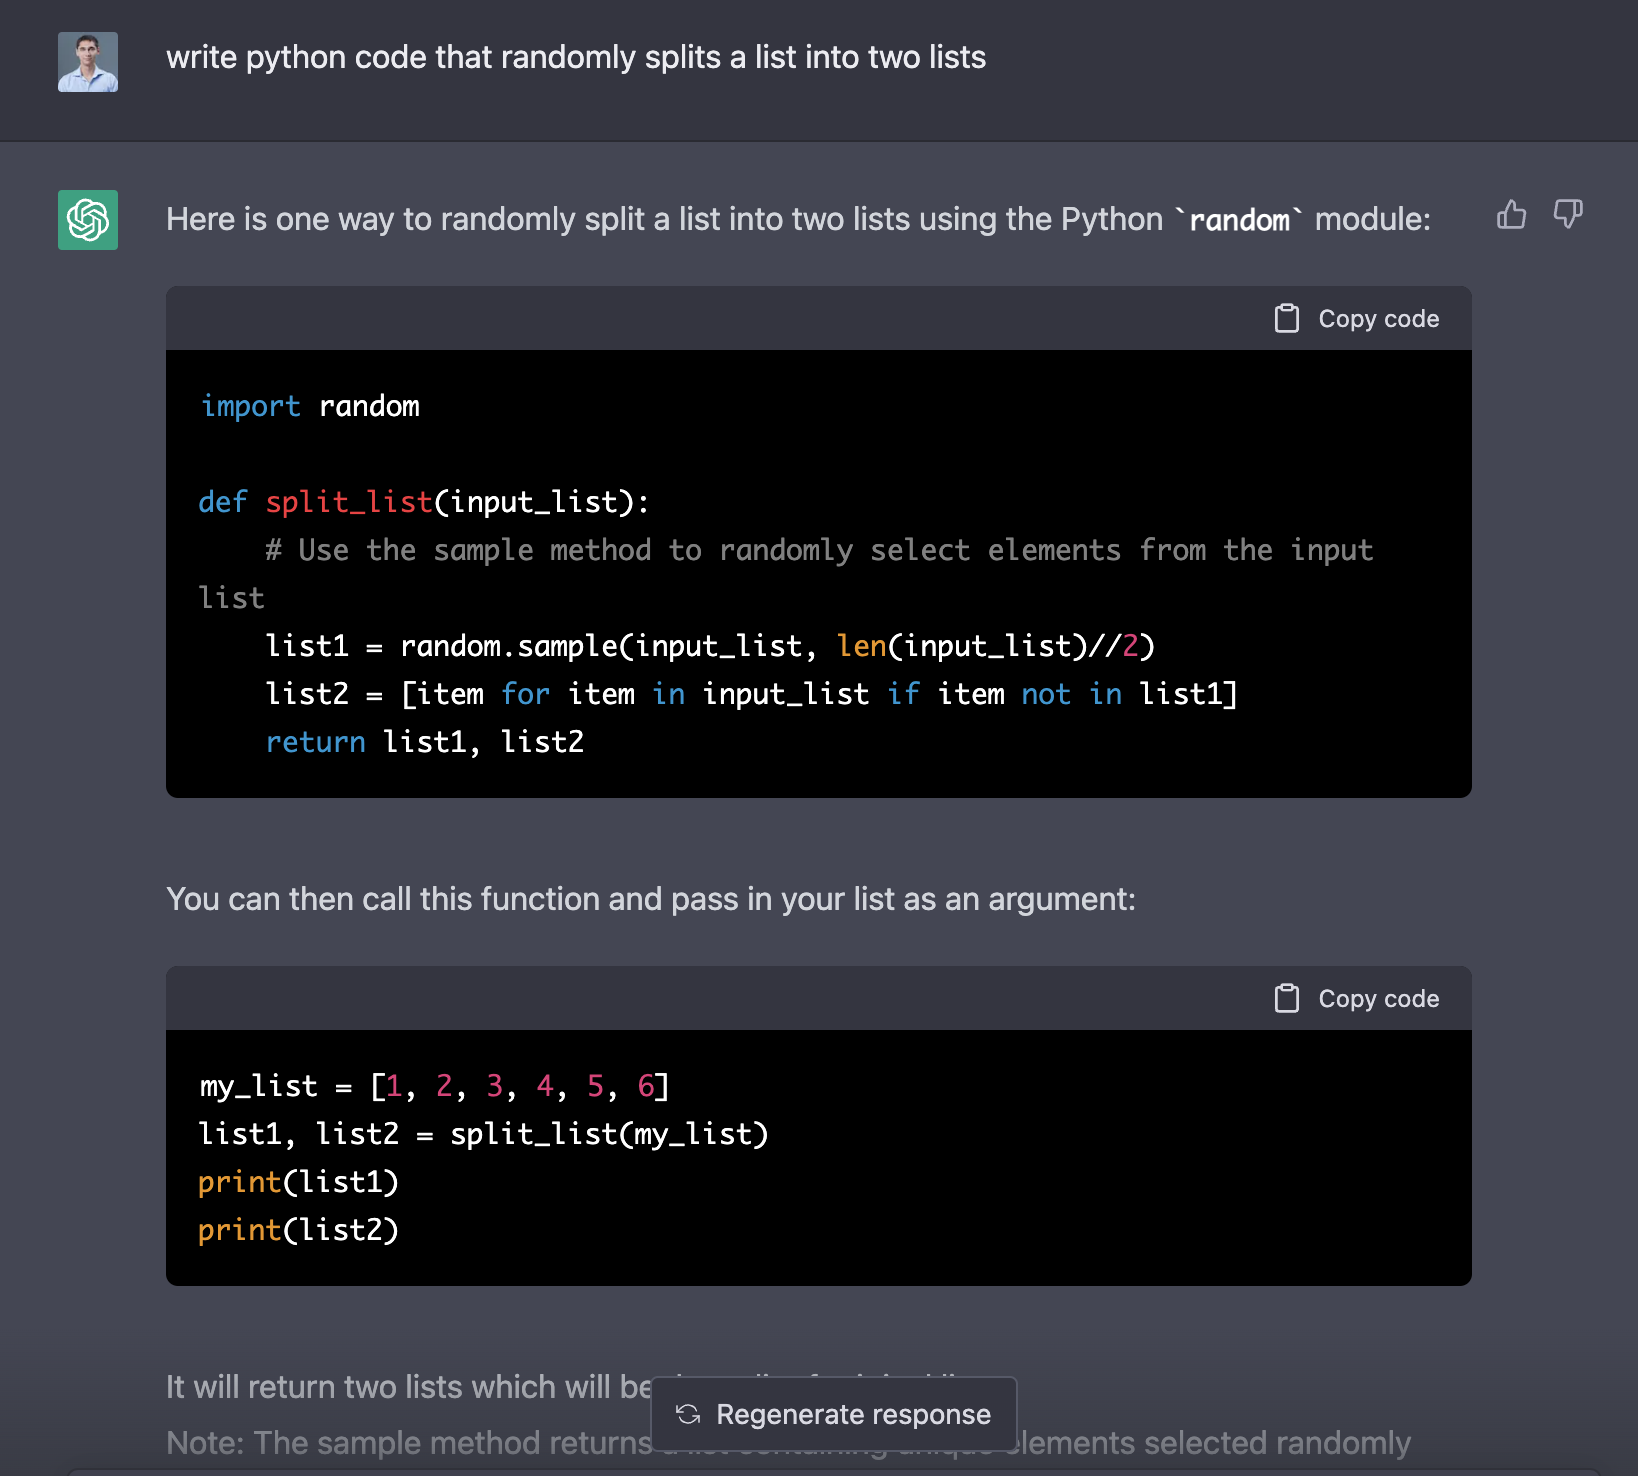 write python code that randomly splits a list into two lists
Here is one way to randomly split a list into two lists using the Python `random` module:
Copy code
import random
def split_list(input_list):
    # Use the sample method to randomly select elements from the input
list
    list1 = random.sample(input_list, len(input_list)//2)
    list2 = [item for item in input_list if item not in list1]
    return list1, list2
You can then call this function and pass in your list as an argument:
Copy code
my_list = [1, 2, 3, 4, 5, 6]
list1, list2 = split_list(my_list)
print(list1)
print(list2)
It will return two lists which will be
Regenerate response
Note: The sample method returns a list containing unique elements selected randomly